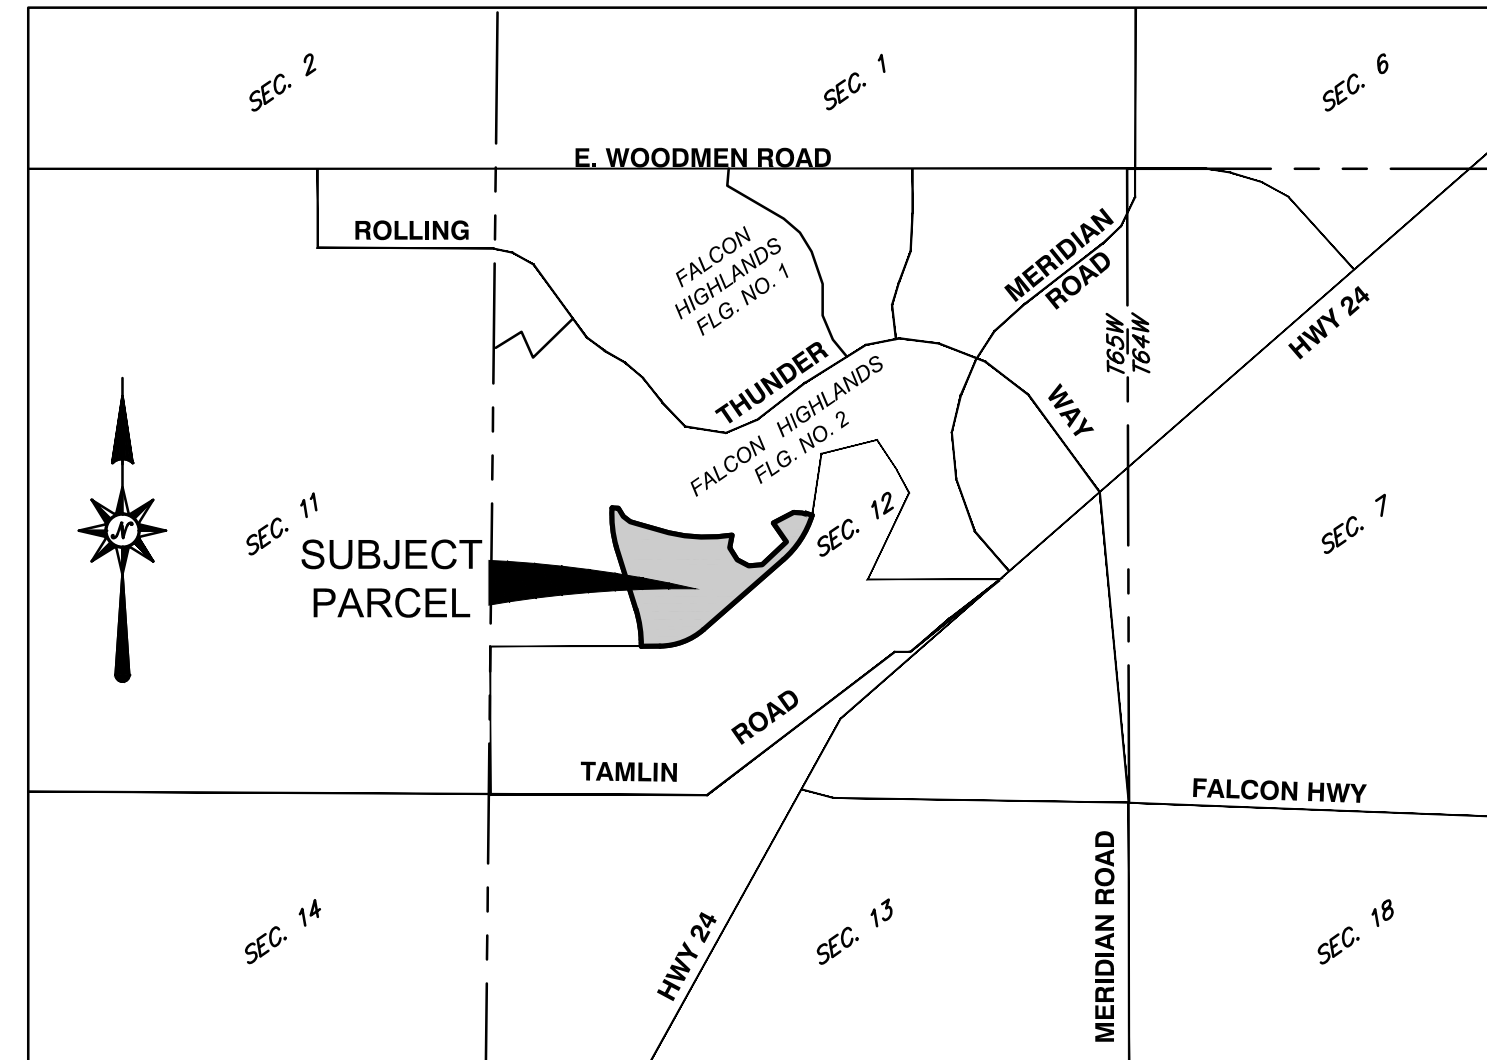 SEC. 2
SEC. 1
SEC. 6
E. WOODMEN ROAD
ROLLING
FALCON
HIGHLANDS
FLG. NO. 1
MERIDIAN
ROAD
HWY 24
T65W
T64W
THUNDER
WAY
FALCON HIGHLANDS
FLG. NO. 2
SEC. 11
SEC. 12
SEC. 7
N
SUBJECT
PARCEL
ROAD
TAMLIN
FALCON HWY
MERIDIAN ROAD
HWY 24
SEC. 14
SEC. 13
SEC. 18